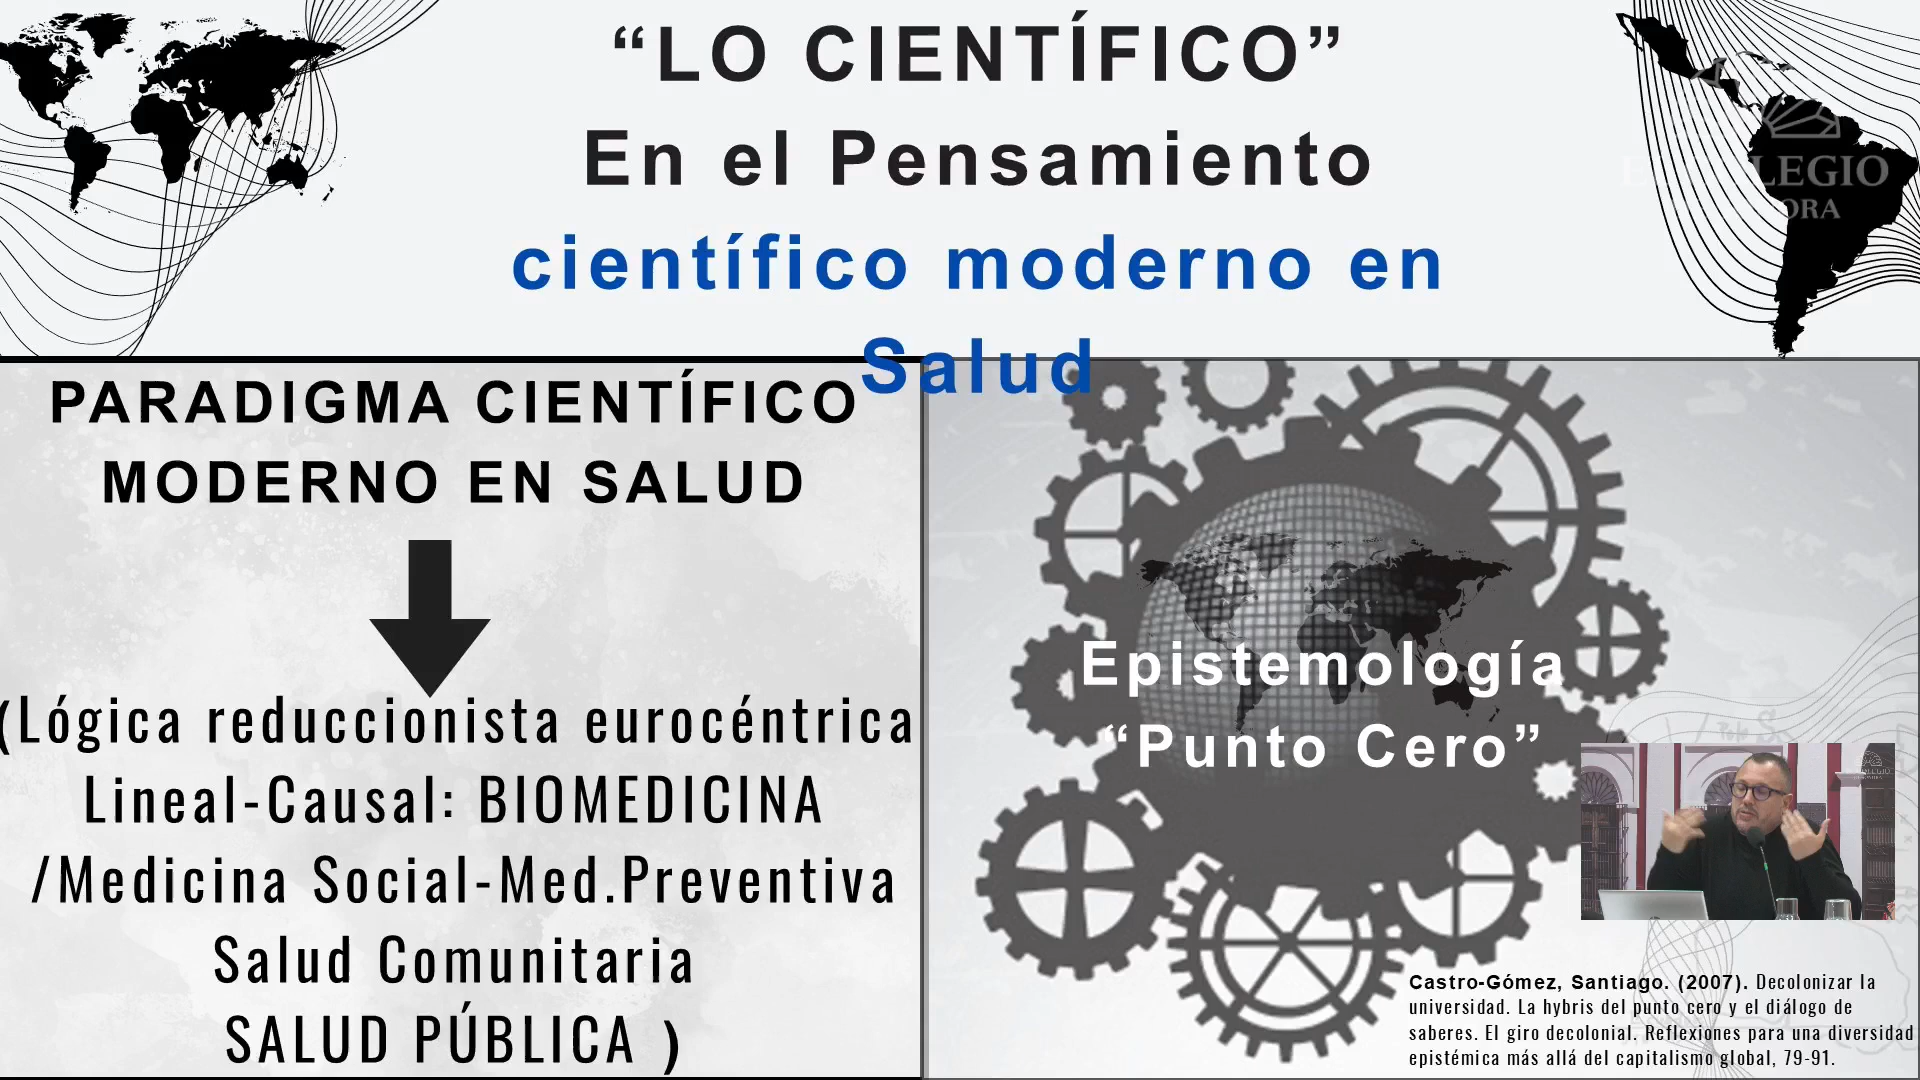 “LO CIENTÍFICO”
En el Pensamiento
científico moderno en
Salud
PARADIGMA CIENTÍFICO
MODERNO EN SALUD
(Lógica reduccionista eurocéntrica
Lineal-Causal: BIOMEDICINA
/Medicina Social-Med.Preventiva
Salud Comunitaria
SALUD PÚBLICA )
Epistemología
“Punto Cero”
Castro-Gómez, Santiago. (2007). Decolonizar la
universidad. La hybris del punto cero y el diálogo de
saberes. El giro decolonial. Reflexiones para una diversidad
epistémica más allá del capitalismo global, 79-91.